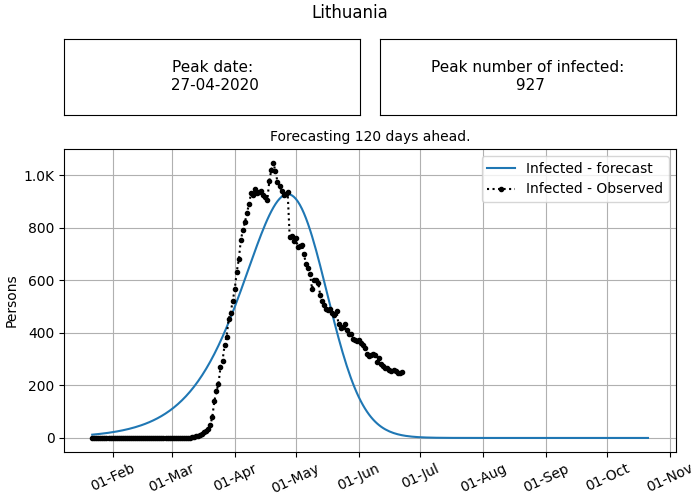 Lithuania
Peak date:
27-04-2020
Peak number of infected:
927
Forecasting 120 days ahead.
Infected - forecast
Infected - Observed
Persons
1.0K
800
600
400
200
0
01-Feb
01-Mar
01-Apr
01-May
01-Jun
01-Jul
01-Aug
01-Sep
01-Oct
01-Nov